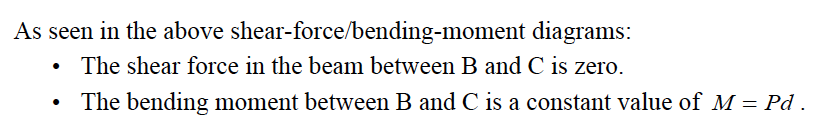 As seen in the above shear-force/bending-moment diagrams:
• The shear force in the beam between B and C is zero.
• The bending moment between B and C is a constant value of M = Pd .